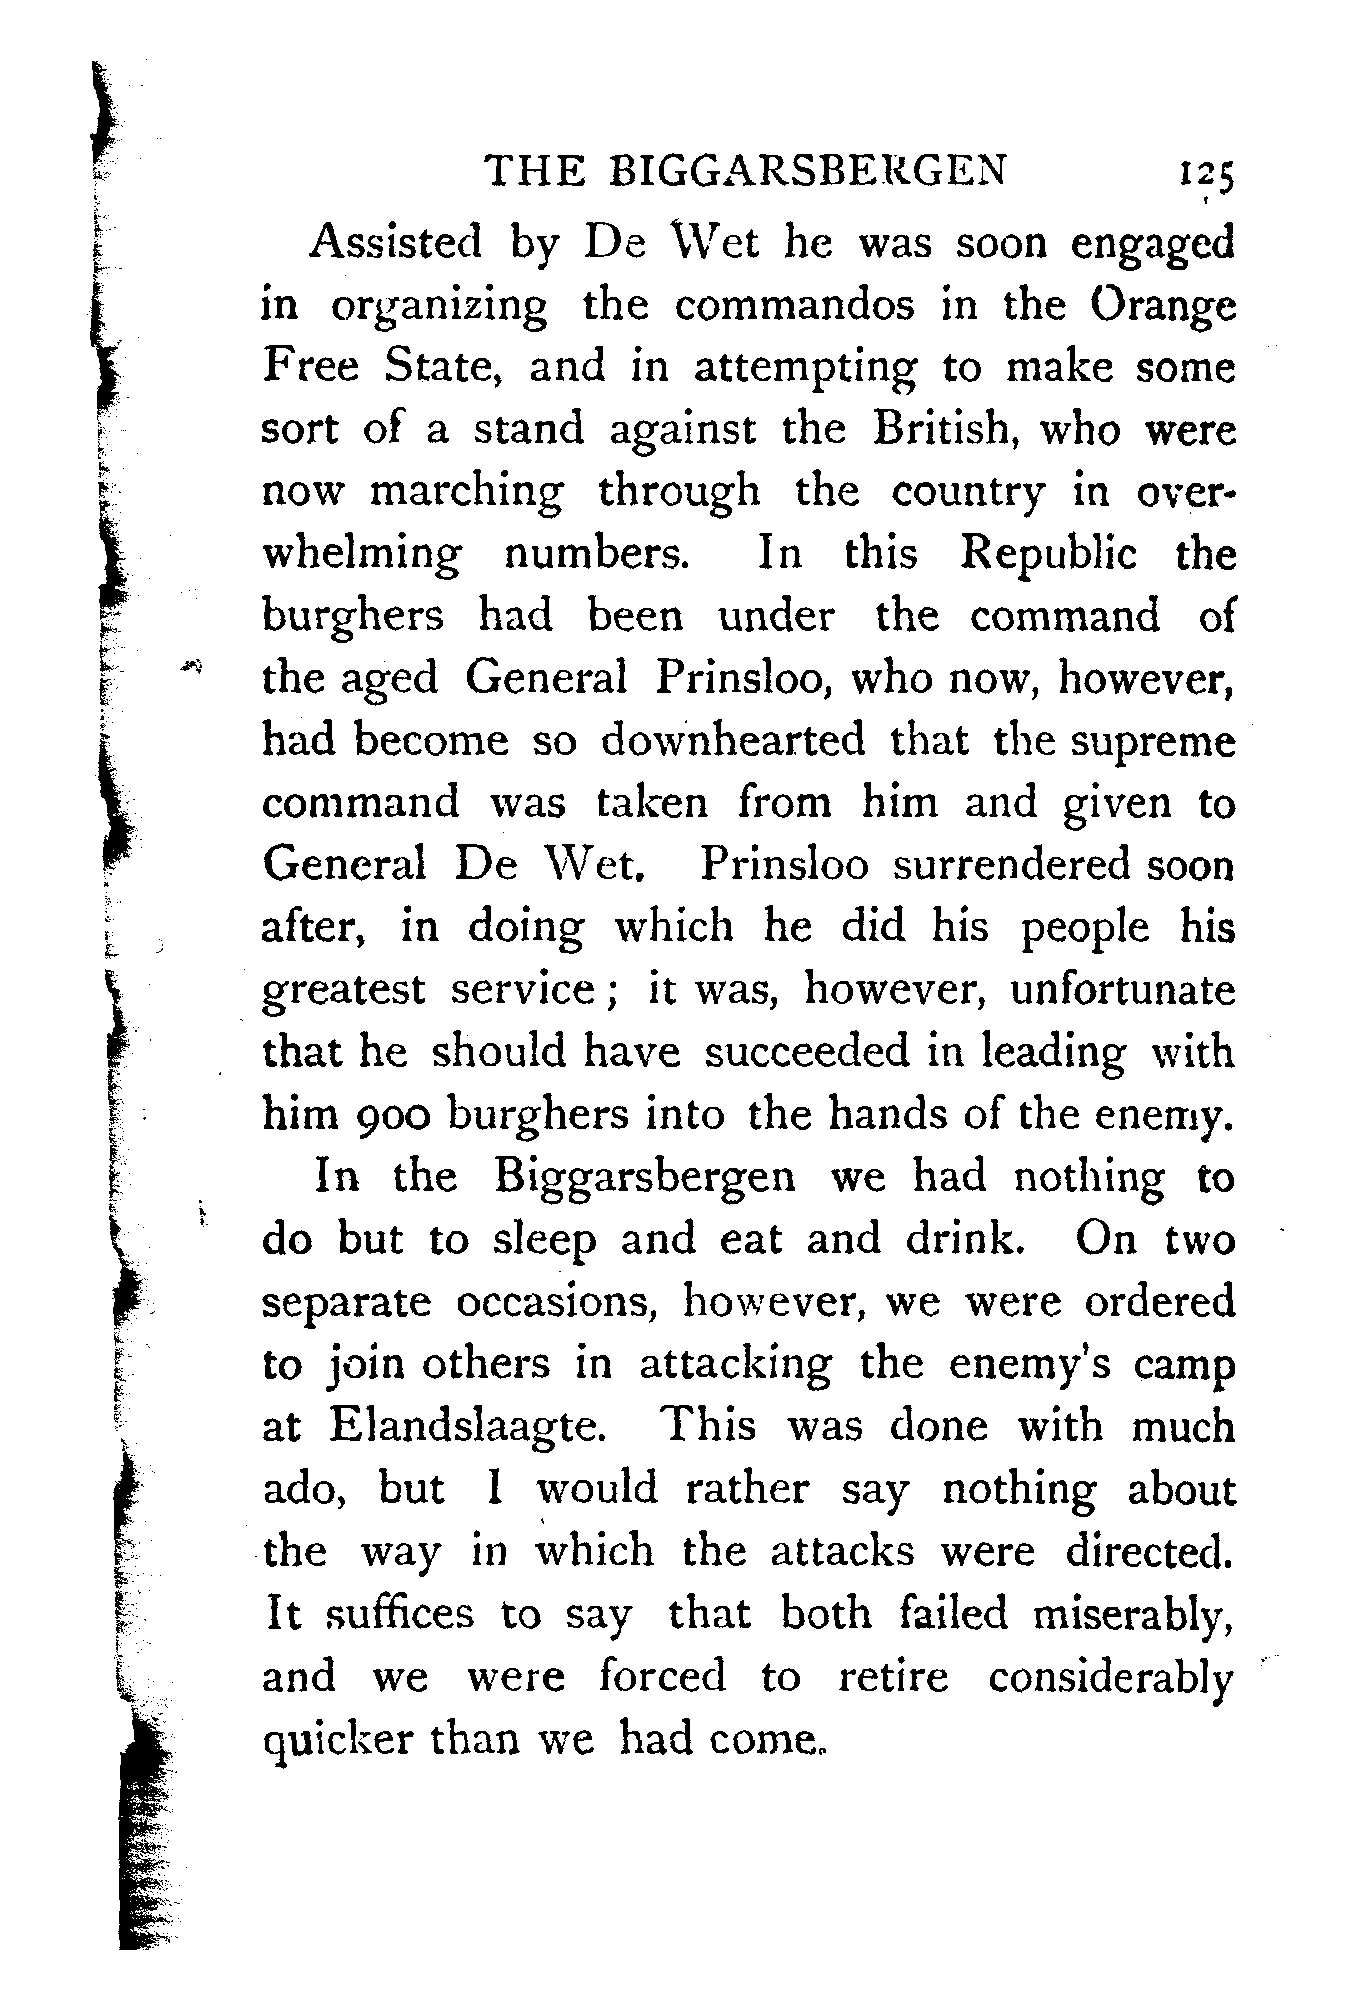 THE BIGGARSBERGEN 125
Assisted by De Wet he was soon engaged
in organizing the commandos in the Orange
Free State, and in attempting to make some
sort of a stand against the British, who were
now marching through the country in over-
whelming numbers. In this Republic the
burghers had been under the command of
the aged General Prinsloo, who now, however,
had become so downhearted that the supreme
command was taken from him and given to
General De Wet. Prinsloo surrendered soon
after, in doing which he did his people his
greatest service; it was, however, unfortunate
that he should have succeeded in leading with
him 900 burghers into the hands of the enemy.
In the Biggarsbergen we had nothing to
do but to sleep and eat and drink. On two
separate occasions, however, we were ordered
to join others in attacking the enemy's camp
at Elandslaagte. This was done with much
ado, but I would rather say nothing about
the way in which the attacks were directed.
It suffices to say that both failed miserably,
and we were forced to retire considerably
quicker than we had come.